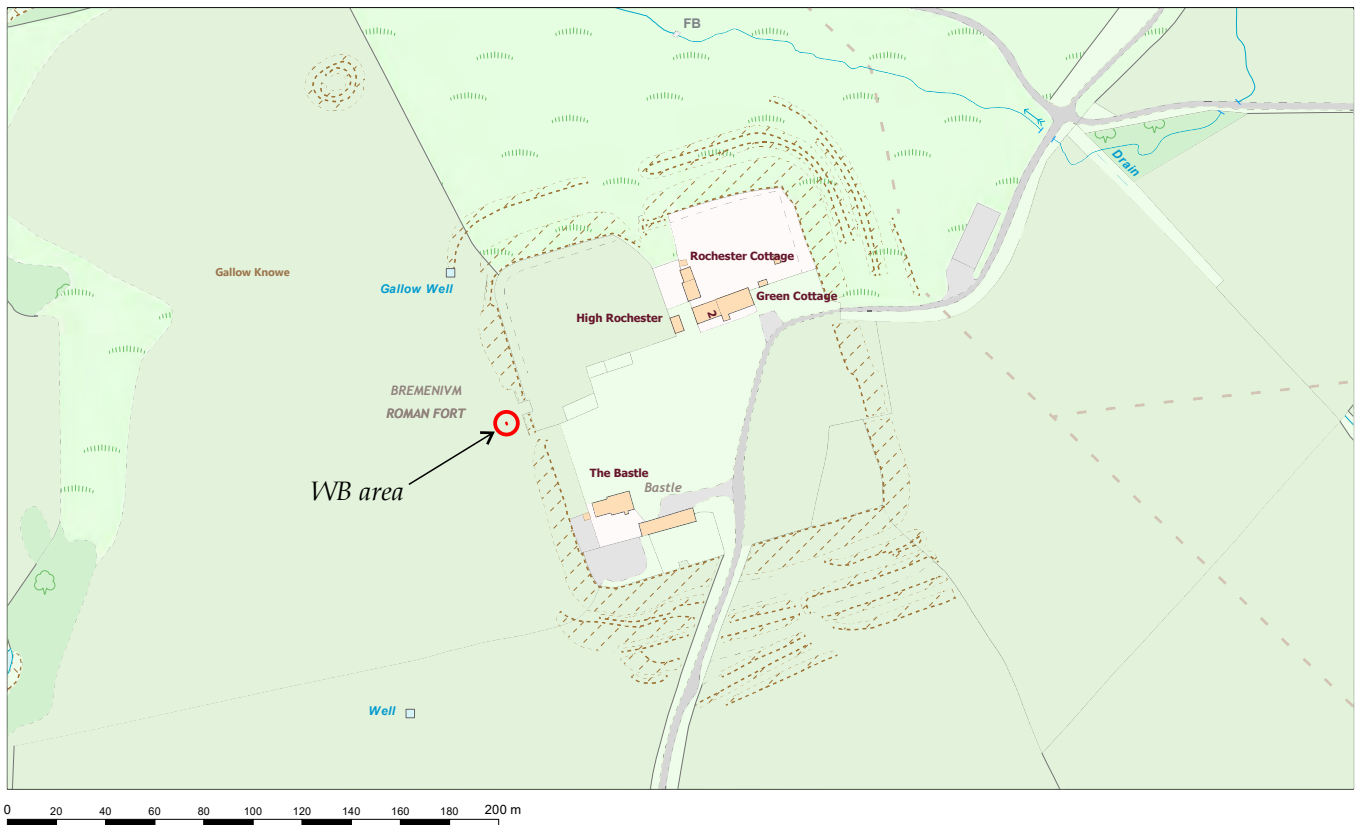 FB
Drain
Rochester Cottage
Gallow Knowe
Gallow Well
Green Cottage
High Rochester
2
BREMENIVM
ROMAN FORT
The Bastle
Bastle
WB area
Well
0 20 40 60 80 100 120 140 160 180 200 m